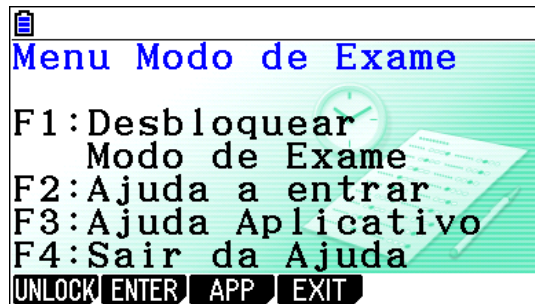 Menu Modo de Exame
F1:Desbloquear
Modo de Exame
F2:Ajuda a entrar
F3:Ajuda Aplicativo
F4:Sair da Ajuda
UNLOCK ENTER APP EXIT